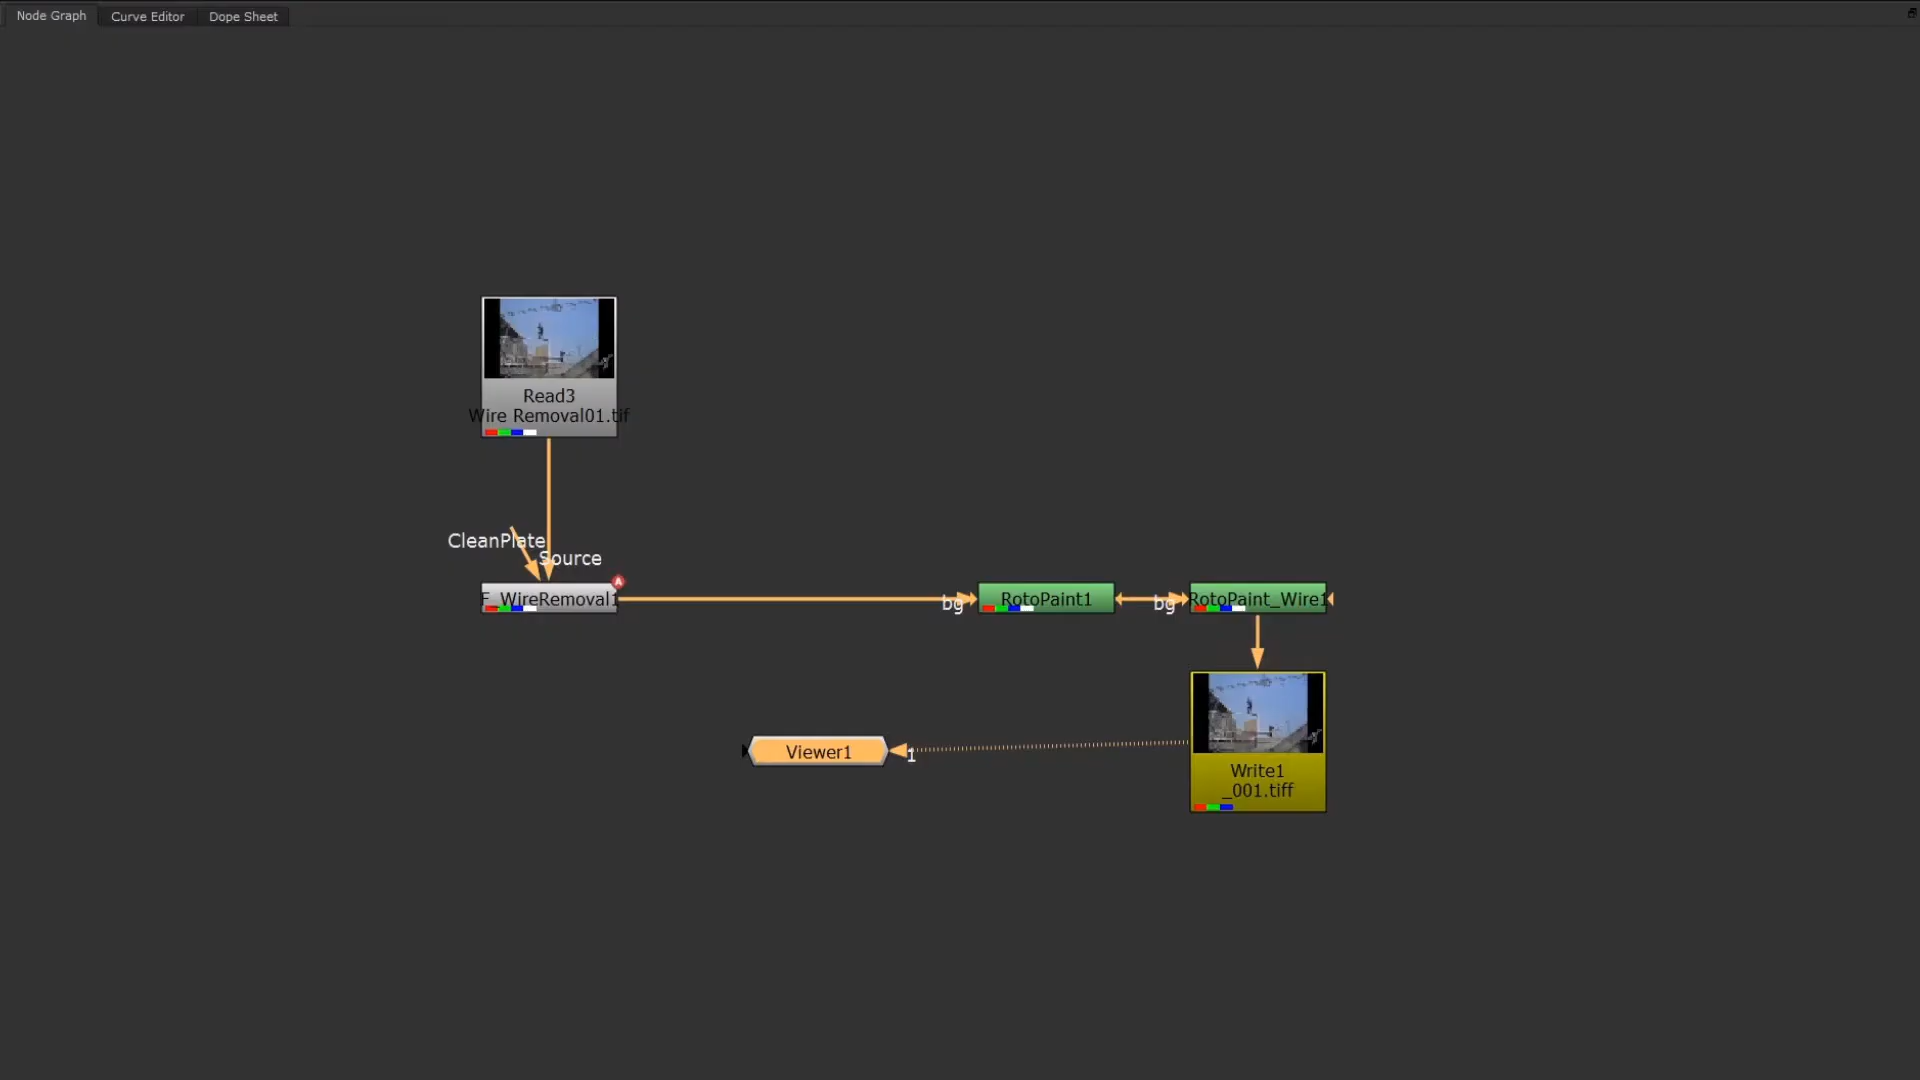 Node Graph
Curve Editor
Dope Sheet
Read3
Wire Removal01.tif
CleanPlate
Source
A
F_WireRemoval1
bg
RotoPaint1
bg
RotoPaint_Wire1
Viewer1
1
Write1
_001.tiff